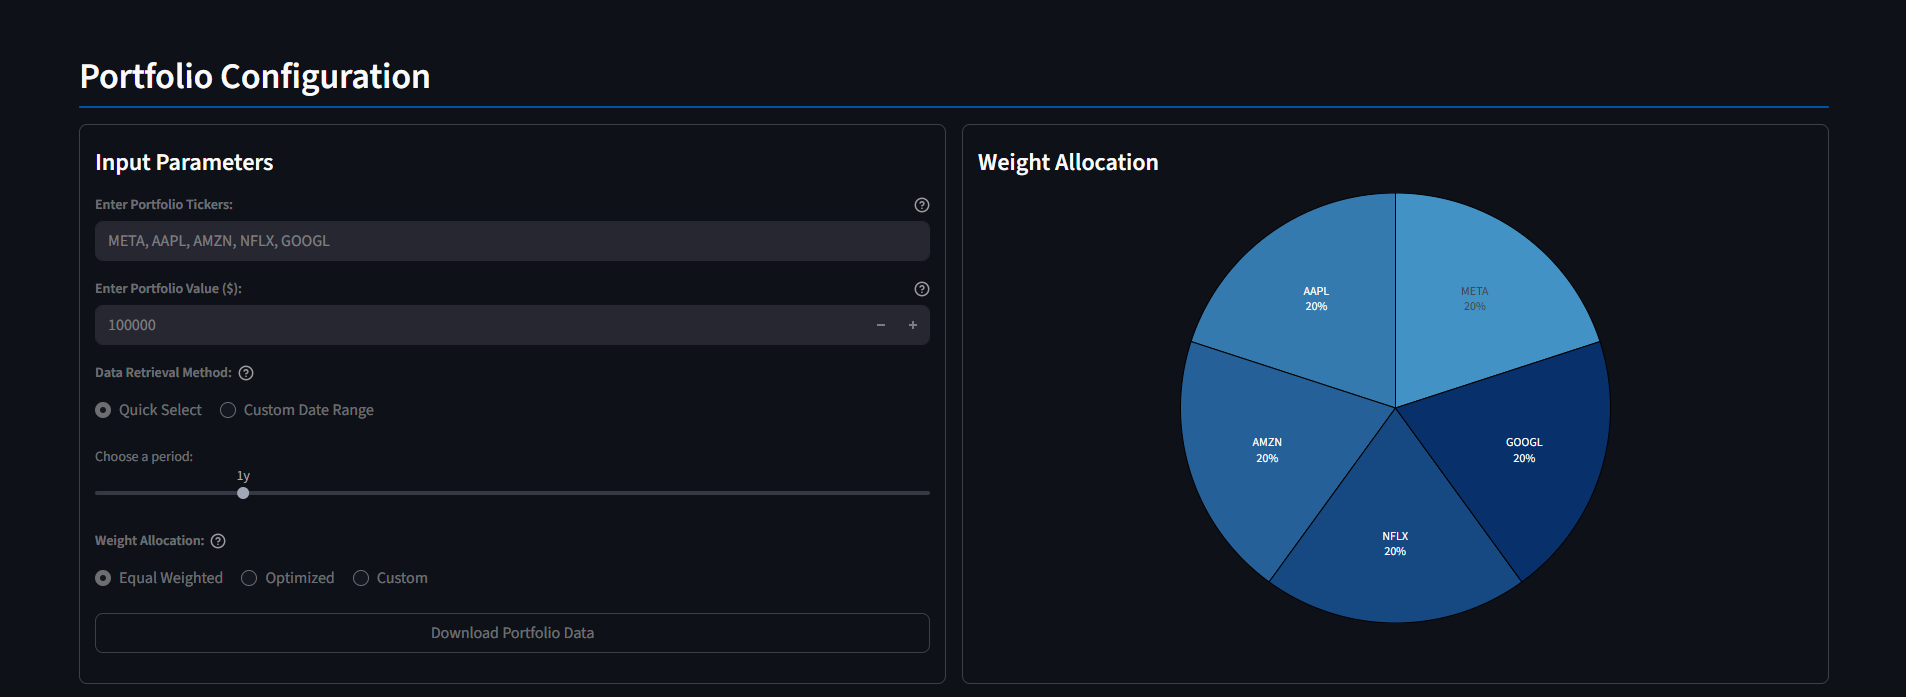 Portfolio Configuration
Input Parameters
Enter Portfolio Tickers:
META, AAPL, AMZN, NFLX, GOOGL
Enter Portfolio Value ($):
100000
Data Retrieval Method:
Quick Select
Custom Date Range
Choose a period:
1y
Weight Allocation:
Equal Weighted
Optimized
Custom
Download Portfolio Data
Weight Allocation
AAPL
20%
META
20%
AMZN
20%
GOOGL
20%
NFLX
20%